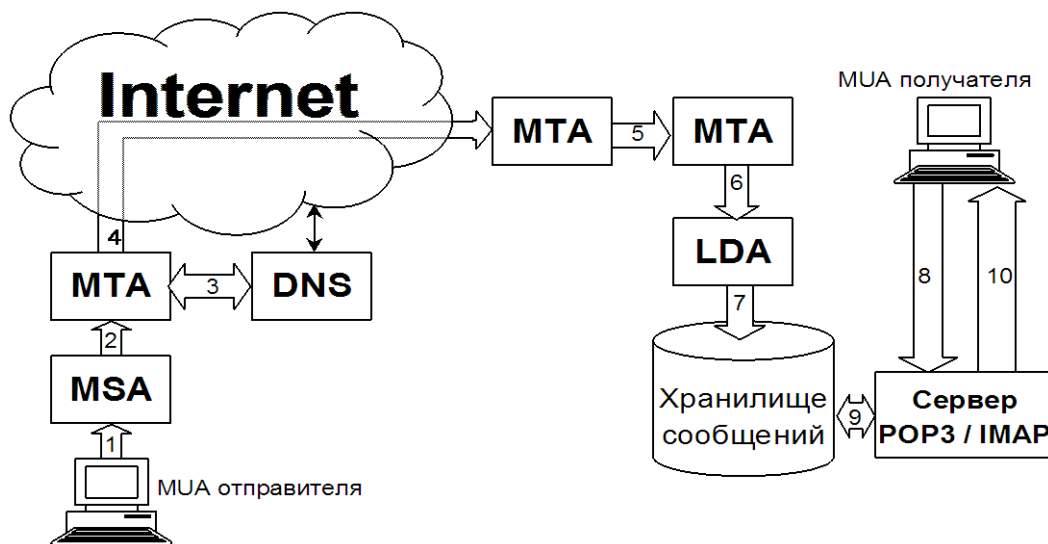 Internet
MUA получателя
MTA
5
MTA
6
4
LDA
MTA
3
DNS
8
10
7
2
MSA
Хранилище
сообщений
9
Сервер
POP3 / IMAP
1
MUA отправителя